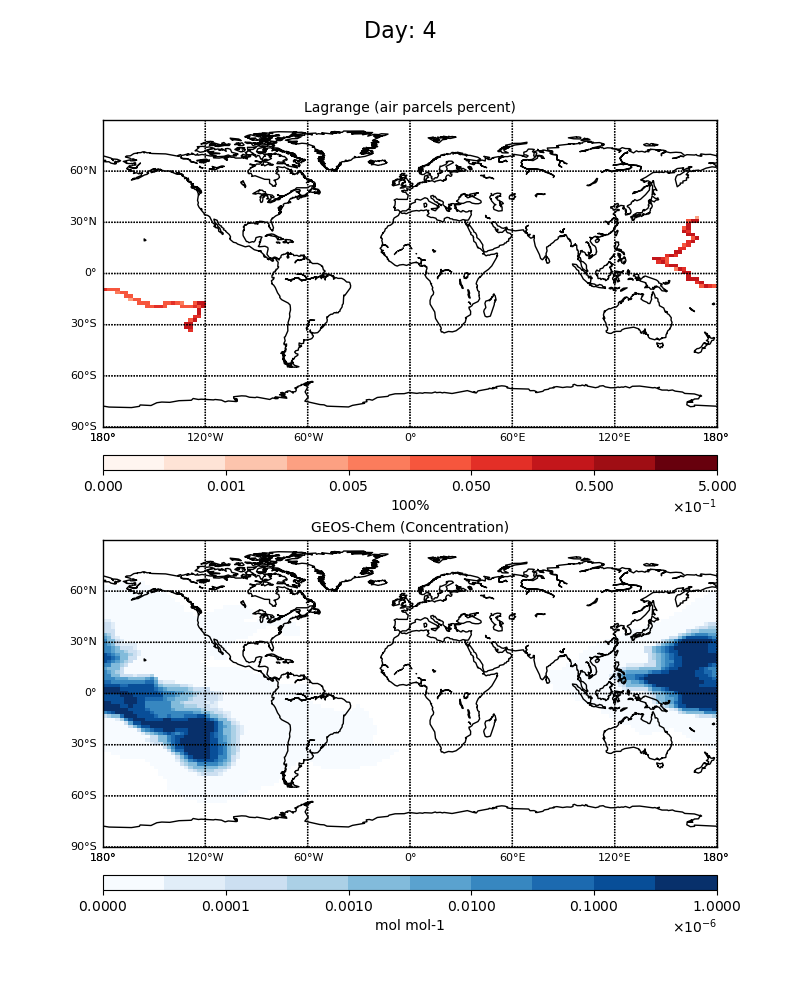 Day: 4
Lagrange (air parcels percent)
60°N
30°N
0°
30°S
60°S
90°S
180° 120°W 60°W 0° 60°E 120°E 180°
0.000 0.001 0.005 0.050 0.500 5.000
100% ×10⁻¹
GEOS-Chem (Concentration)
60°N
30°N
0°
30°S
60°S
90°S
180° 120°W 60°W 0° 60°E 120°E 180°
0.0000 0.0001 0.0010 0.0100 0.1000 1.0000
mol mol-1 ×10⁻⁶